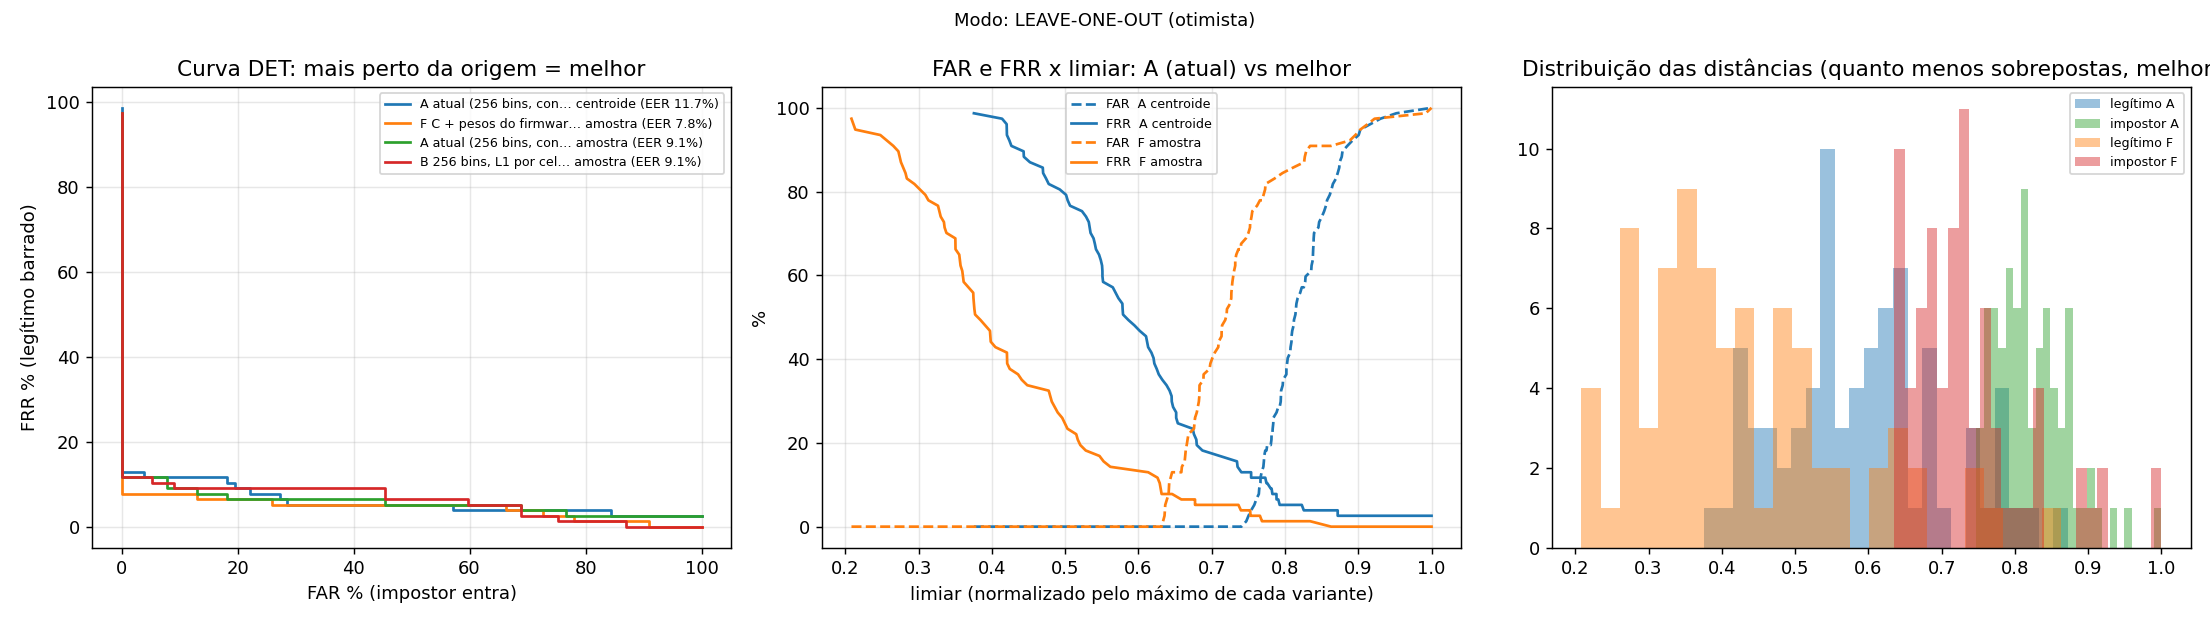 Modo: LEAVE-ONE-OUT (otimista)
Curva DET: mais perto da origem = melhor
100
80
60
40
20
0
FRR % (legítimo barrado)
A atual (256 bins, con… centroide (EER 11.7%)
F C + pesos do firmwar… amostra (EER 7.8%)
A atual (256 bins, con… amostra (EER 9.1%)
B 256 bins, L1 por cel… amostra (EER 9.1%)
0 20 40 60 80 100
FAR % (impostor entra)
FAR e FRR x limiar: A (atual) vs melhor
100
80
60
40
20
0
%
FAR A centroide
FRR A centroide
FAR F amostra
FRR F amostra
0.2 0.3 0.4 0.5 0.6 0.7 0.8 0.9 1.0
limiar (normalizado pelo máximo de cada variante)
Distribuição das distâncias (quanto menos sobrepostas, melhor
10
8
6
4
2
0
legítimo A
impostor A
legítimo F
impostor F
0.2 0.3 0.4 0.5 0.6 0.7 0.8 0.9 1.0